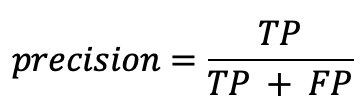 precision = TP / TP + FP